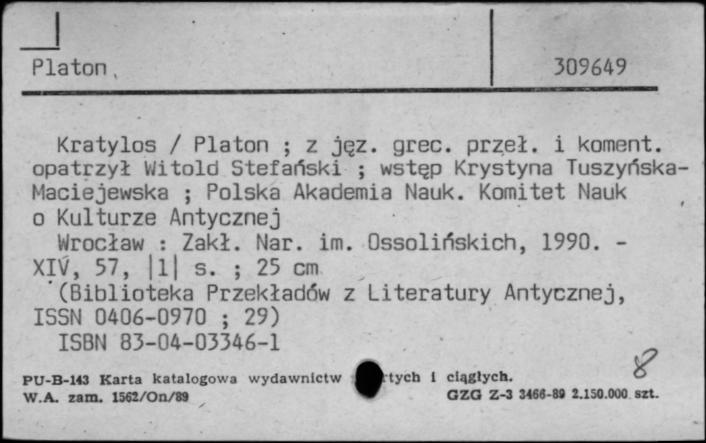 Platon 309649
Kratylos / Platon ; z jęz. grec. przeł. i koment.
opatrzył Witold Stefański ; wstęp Krystyna Tuszyńska-
Maciejewska ; Polska Akademia Nauk. Komitet Nauk
o Kulturze Antycznej
Wrocław : Zakł. Nar. im. Ossolińskich, 1990. -
XIV, 57, |1| s. ; 25 cm
(Biblioteka Przekładów z Literatury Antycznej,
ISSN 0406-0970 ; 29)
ISBN 83-04-03346-1
8
PU-B-143 Karta katalogowa wydawnictw rtych i ciągłych.
W.A. zam. 1562/On/89 GZG Z-3 3466-89 2.150.000 szt.